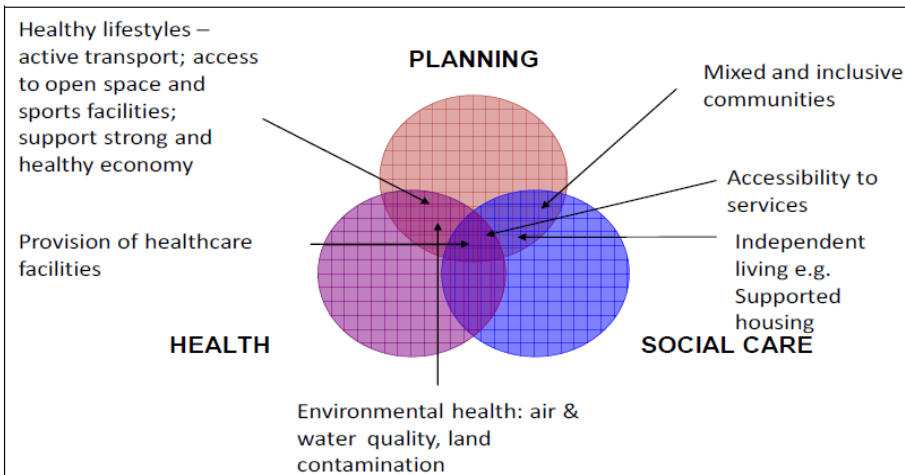 Healthy lifestyles –
active transport; access
to open space and
sports facilities;
support strong and
healthy economy
PLANNING
Mixed and inclusive
communities
Accessibility to
services
Provision of healthcare
facilities
Independent
living e.g.
Supported
housing
HEALTH
SOCIAL CARE
Environmental health: air &
water quality, land
contamination